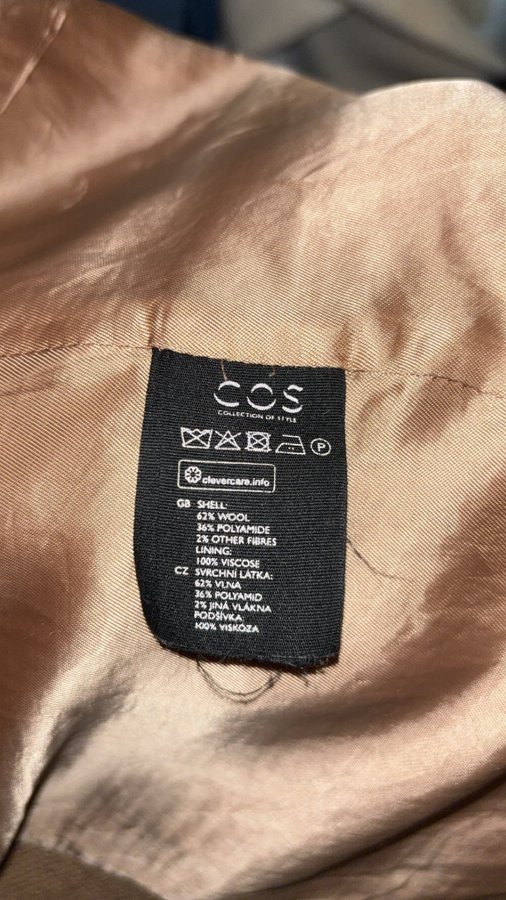 COS
COLLECTION OF STYLE
P
clevercare.info
GB SHELL:
62% WOOL
36% POLYAMIDE
2% OTHER FIBRES
LINING:
100% VISCOSE
CZ SVRCHNÍ LÁTKA:
62% VLNA
36% POLYAMID
2% JINÁ VLÁKNA
PODŠÍVKA
100% VISKÓZA